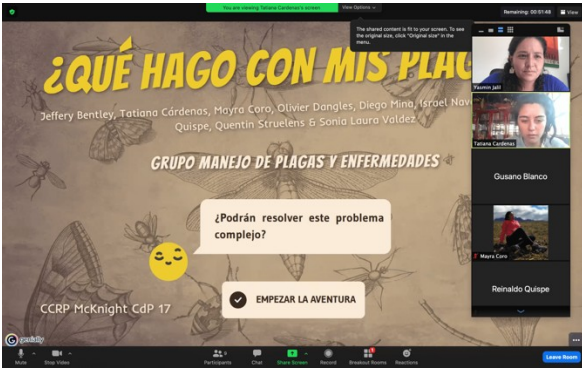 You are viewing Tatiana Cardenas's screen
View Options
Remaining: 00:51:48
View
The shared content is fit to your screen. To see
the original size, click "Original size" in the
menu.
¿QUÉ HAGO CON MIS PLAG
Jeffery Bentley, Tatiana Cárdenas, Mayra Coro, Olivier Dangles, Diego Mina, Israel Nav
Quispe, Quentin Struelens & Sonia Laura Valdez
GRUPO MANEJO DE PLAGAS Y ENFERMEDADES
¿Podrán resolver este problema
complejo?
EMPEZAR LA AVENTURA
CCRP McKnight CdP 17
genially
Yasmin Jalil
Tatiana Cardenas
Gusano Blanco
Mayra Coro
Reinaldo Quispe
Mute
Stop Video
Participants
Chat
Share Screen
Record
Breakout Rooms
Reactions
Leave Room